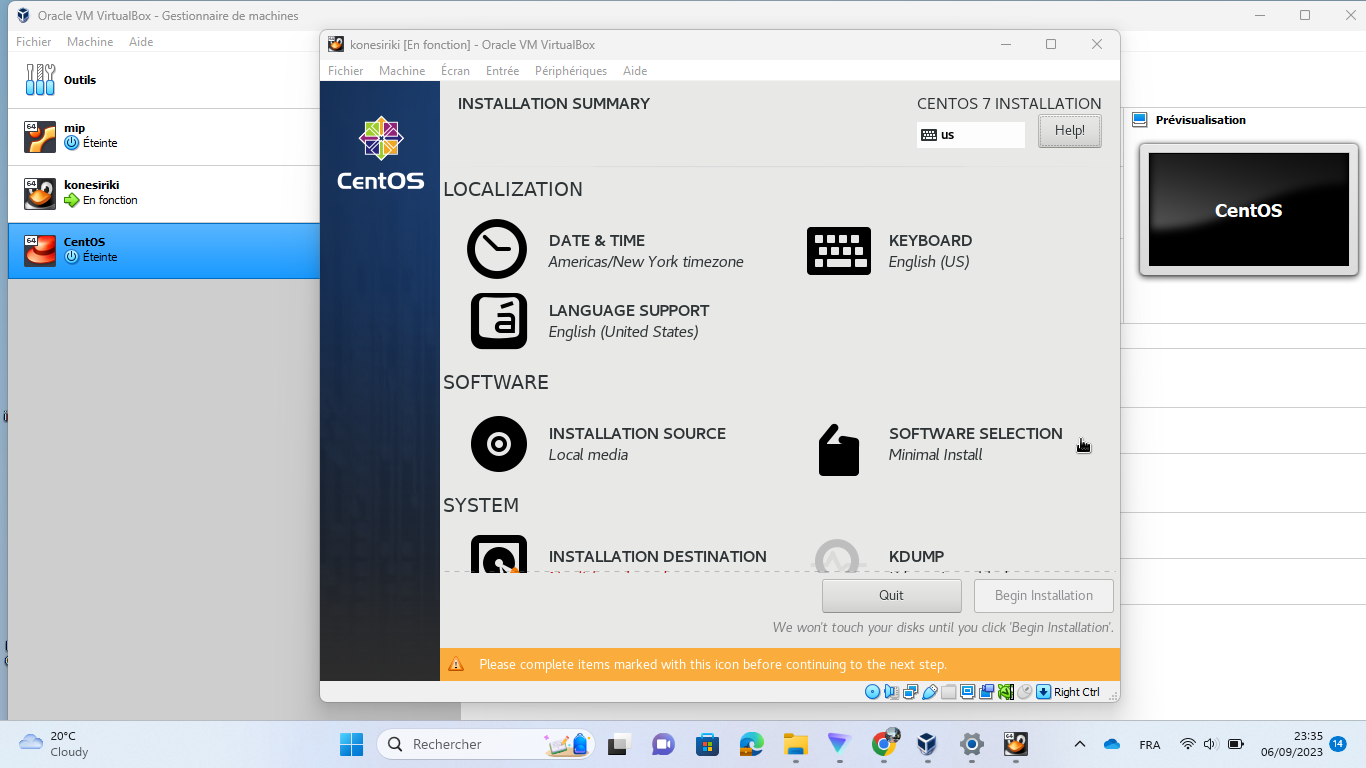 Oracle VM VirtualBox - Gestionnaire de machines
Fichier Machine Aide
Outils
64
mip
Éteinte
64
konesiriki
En fonction
64
CentOS
Éteinte
konesiriki [En fonction] - Oracle VM VirtualBox
Fichier Machine Écran Entrée Périphériques Aide
CentOS
INSTALLATION SUMMARY
CENTOS 7 INSTALLATION
us
Help!
LOCALIZATION
DATE & TIME
Americas/New York timezone
KEYBOARD
English (US)
LANGUAGE SUPPORT
English (United States)
SOFTWARE
INSTALLATION SOURCE
Local media
SOFTWARE SELECTION
Minimal Install
SYSTEM
INSTALLATION DESTINATION
KDUMP
Quit
Begin Installation
We won't touch your disks until you click 'Begin Installation'.
Please complete items marked with this icon before continuing to the next step.
Right Ctrl
Prévisualisation
CentOS
20°C
Cloudy
Rechercher
64
FRA
23:35
06/09/2023
14